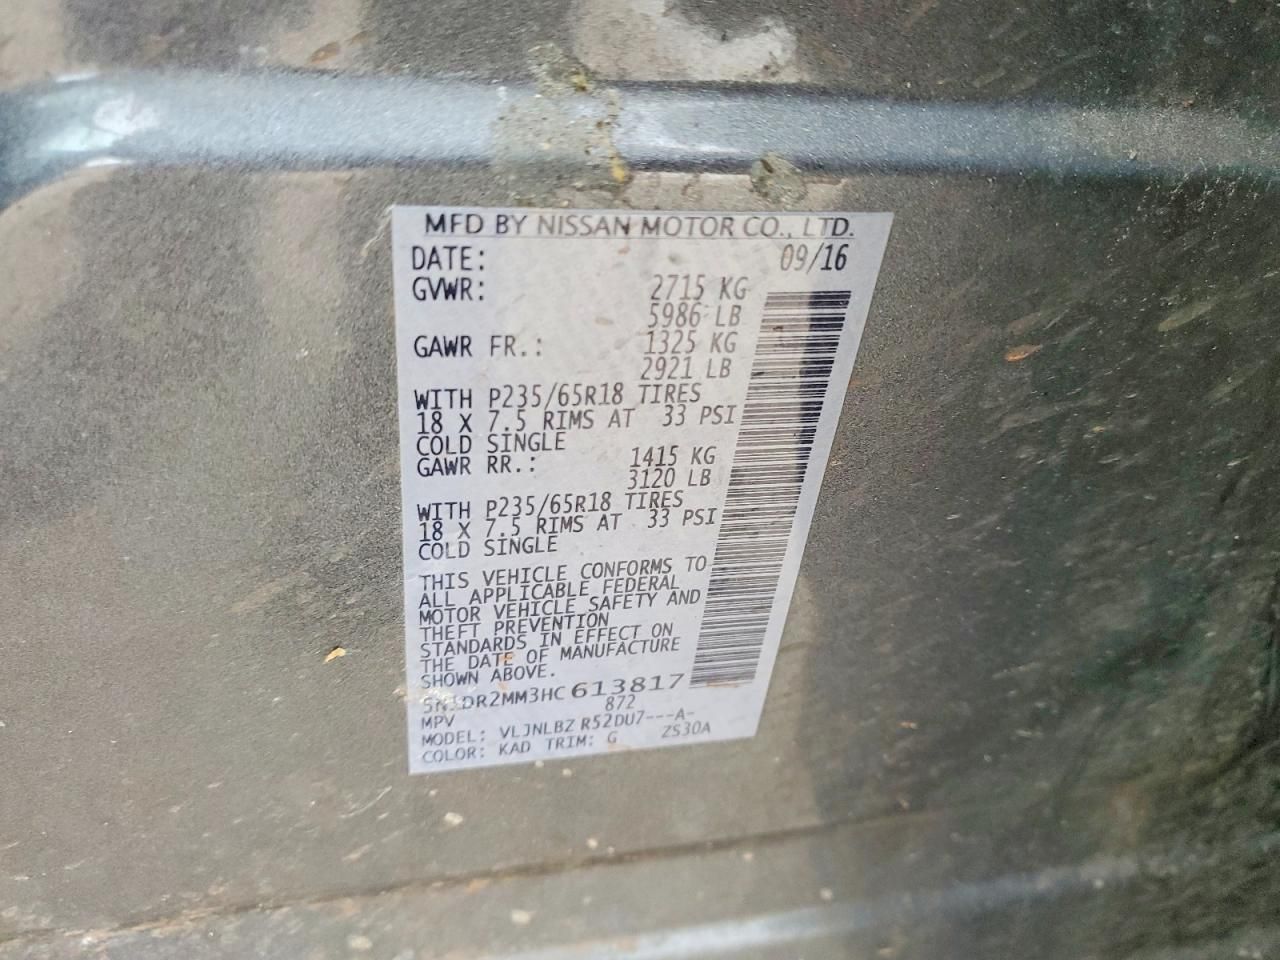 MFD BY NISSAN MOTOR CO., LTD.
DATE: 09/16
GVWR: 2715 KG
5986 LB
GAWR FR.: 1325 KG
2921 LB
WITH P235/65R18 TIRES
18 X 7.5 RIMS AT 33 PSI
COLD SINGLE
GAWR RR.: 1415 KG
3120 LB
WITH P235/65R18 TIRES
18 X 7.5 RIMS AT 33 PSI
COLD SINGLE
THIS VEHICLE CONFORMS TO
ALL APPLICABLE FEDERAL
MOTOR VEHICLE SAFETY AND
THEFT PREVENTION
STANDARDS IN EFFECT ON
THE DATE OF MANUFACTURE
SHOWN ABOVE.
5N1DR2MM3HC613817
MPV 872
MODEL: VLJNLBZ R52DU7---A-
COLOR: KAD TRIM: G ZS30A